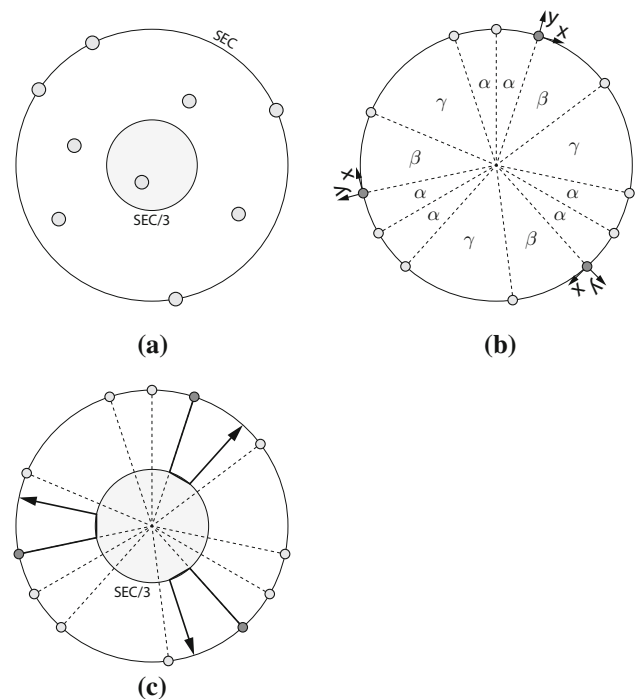 SEC
SEC/3
(a)
y x
α α
γ β
γ
β
x y
α α
α α
γ β
x y
(b)
SEC/3
(c)